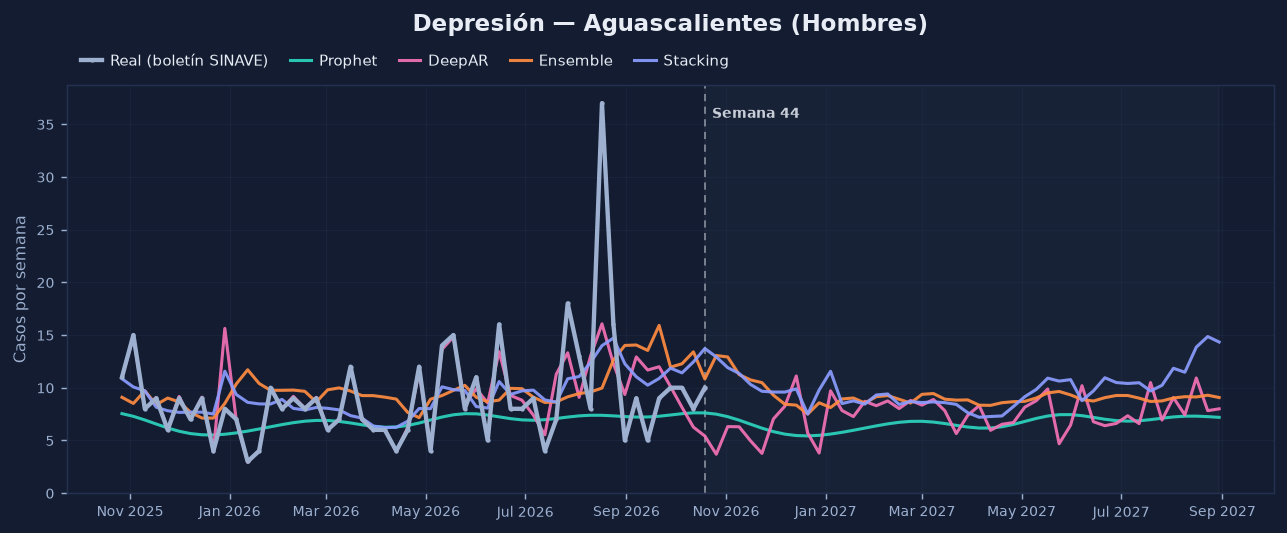 Depresión — Aguascalientes (Hombres)
Real (boletín SINAVE) Prophet DeepAR Ensemble Stacking
Semana 44
Casos por semana
35
30
25
20
15
10
5
0
Nov 2025 Jan 2026 Mar 2026 May 2026 Jul 2026 Sep 2026 Nov 2026 Jan 2027 Mar 2027 May 2027 Jul 2027 Sep 2027